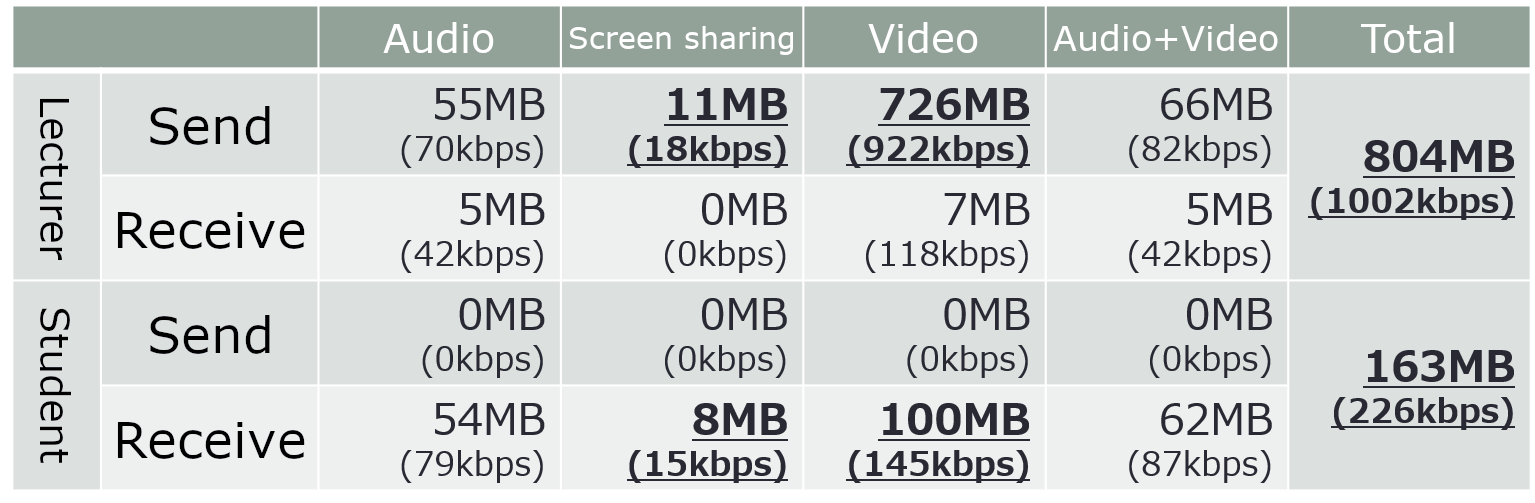 Audio Screen sharing Video Audio+Video Total
Lecturer
Send
55MB 11MB 726MB 66MB
(70kbps) (18kbps) (922kbps) (82kbps)
804MB
(1002kbps)
Receive
5MB 0MB 7MB 5MB
(42kbps) (0kbps) (118kbps) (42kbps)
Student
Send
0MB 0MB 0MB 0MB
(0kbps) (0kbps) (0kbps) (0kbps)
163MB
(226kbps)
Receive
54MB 8MB 100MB 62MB
(79kbps) (15kbps) (145kbps) (87kbps)